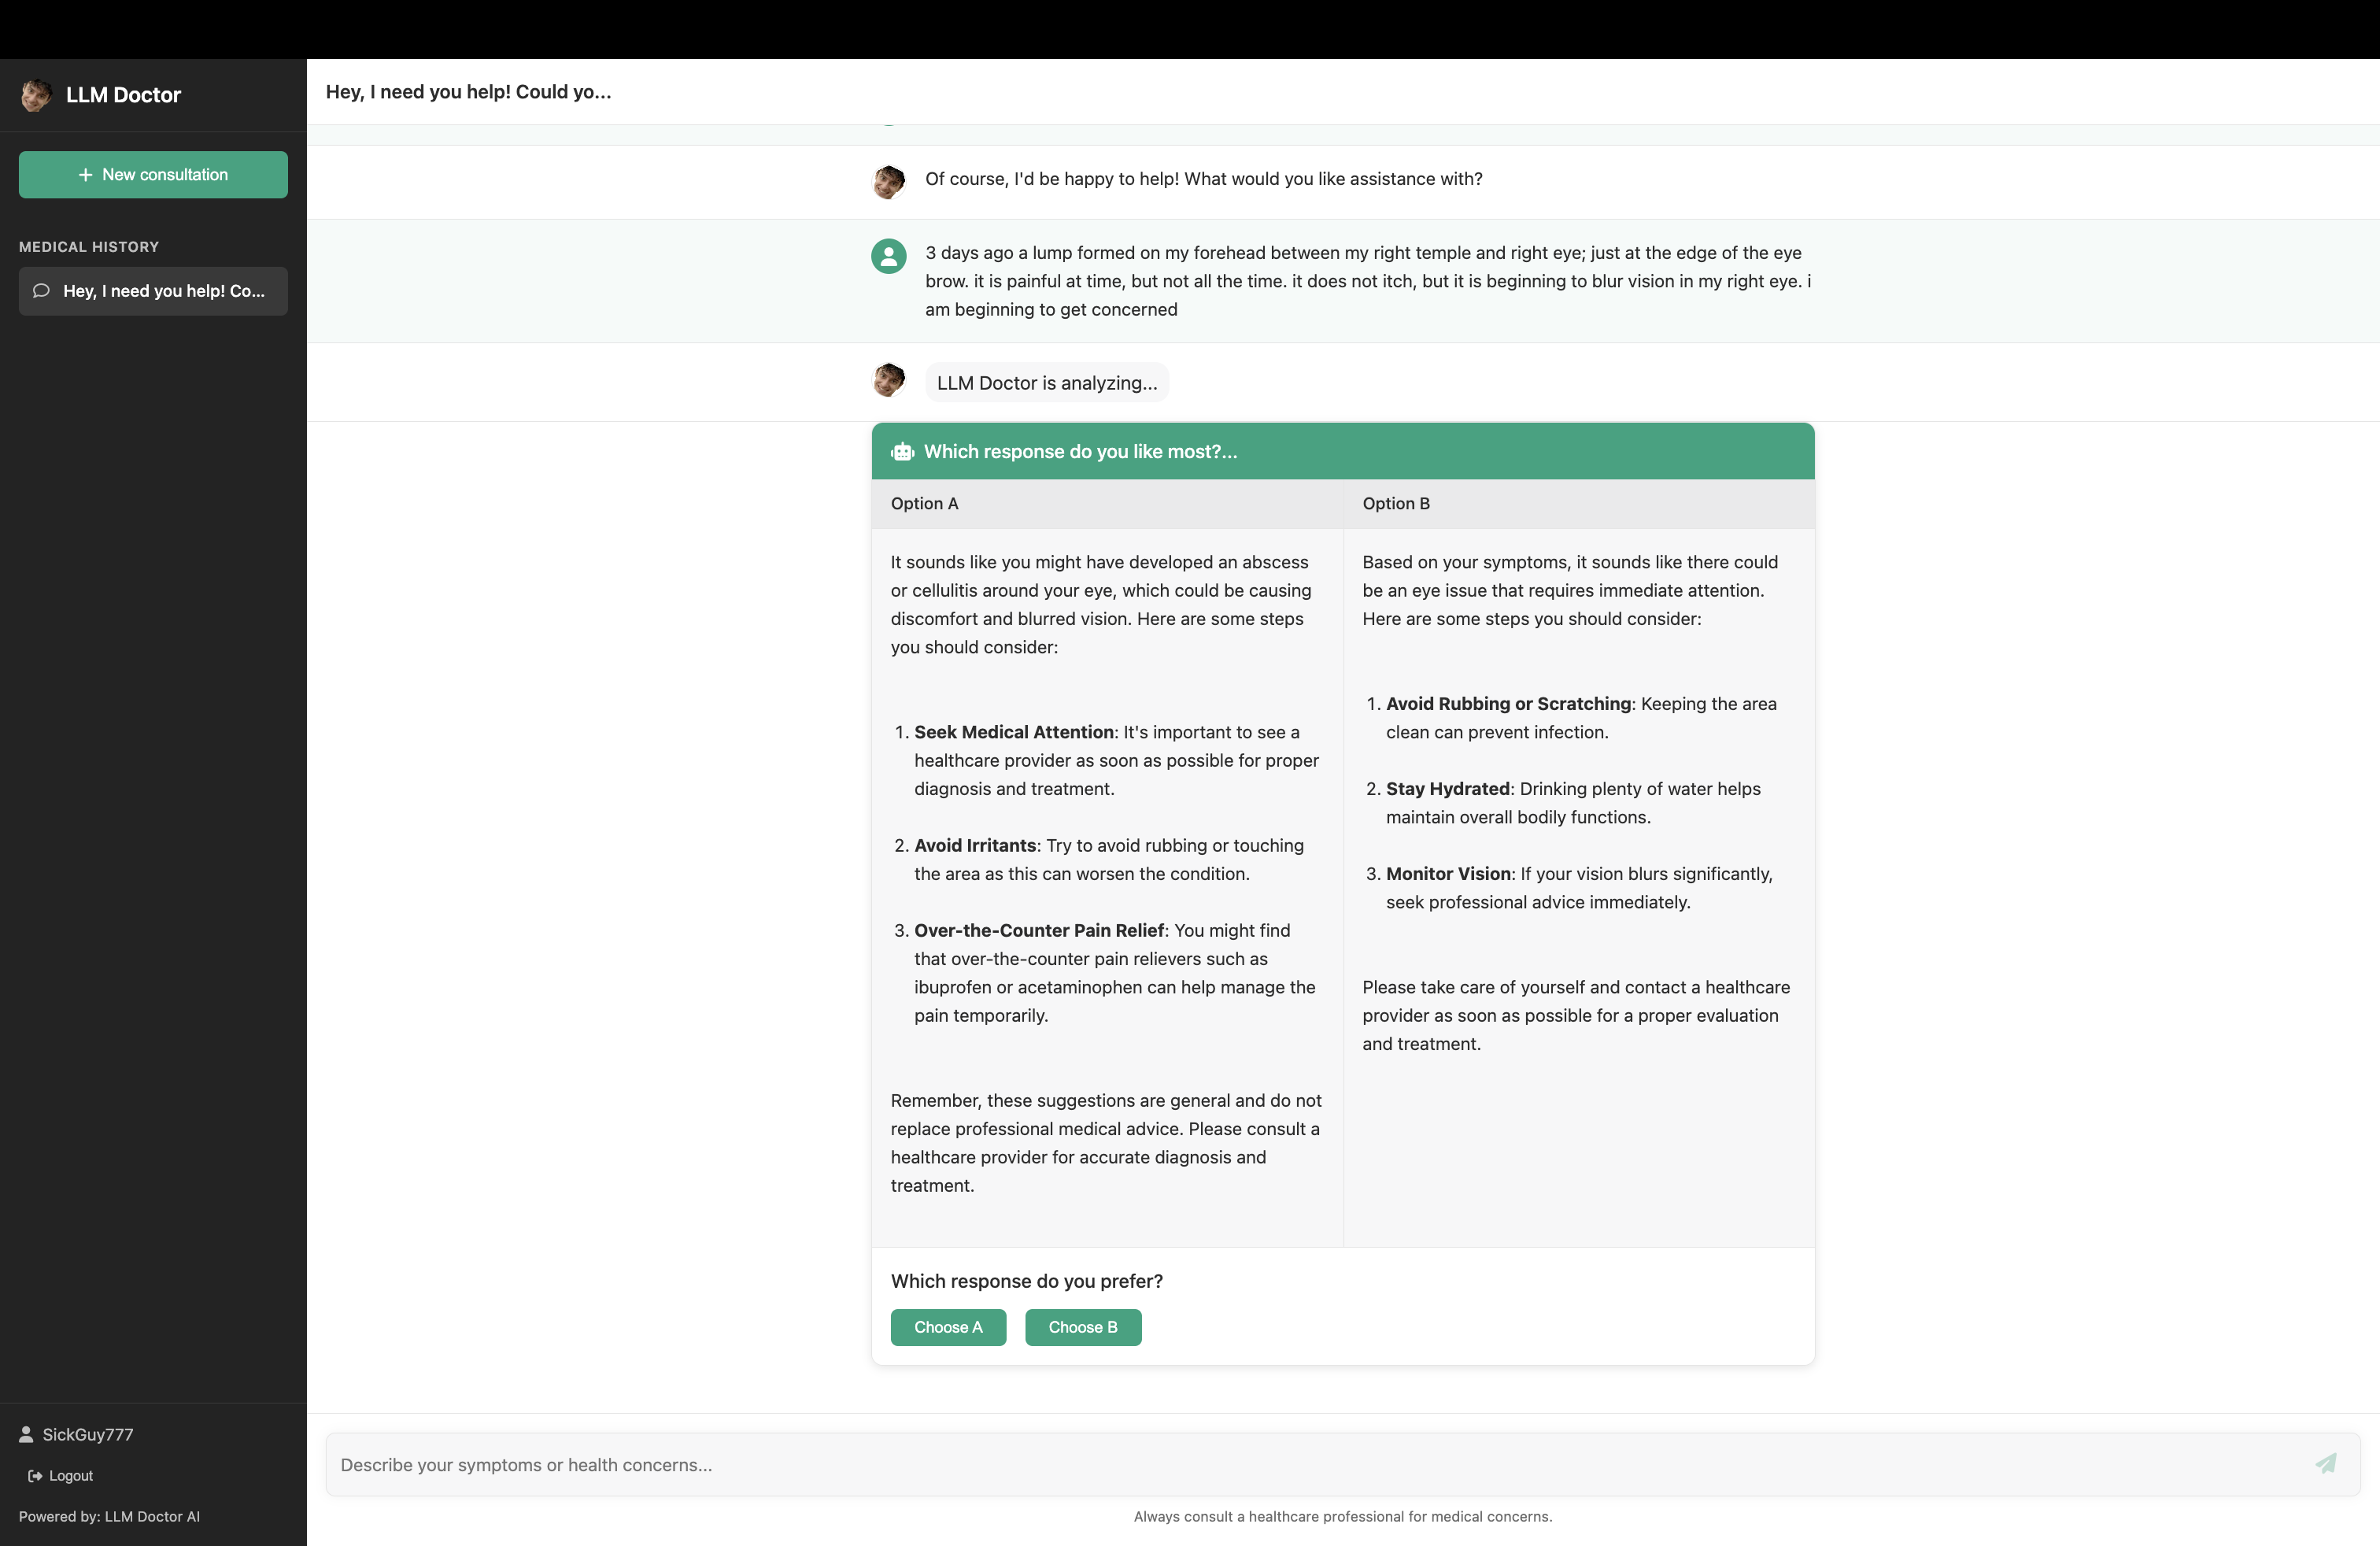 LLM Doctor
New consultation
MEDICAL HISTORY
Hey, I need you help! Co...
SickGuy777
Logout
Powered by: LLM Doctor AI
Hey, I need you help! Could yo...
Of course, I'd be happy to help! What would you like assistance with?
3 days ago a lump formed on my forehead between my right temple and right eye; just at the edge of the eye
brow. it is painful at time, but not all the time. it does not itch, but it is beginning to blur vision in my right eye. i
am beginning to get concerned
LLM Doctor is analyzing...
Which response do you like most?...
Option A
It sounds like you might have developed an abscess
or cellulitis around your eye, which could be causing
discomfort and blurred vision. Here are some steps
you should consider:
1. Seek Medical Attention: It's important to see a
healthcare provider as soon as possible for proper
diagnosis and treatment.
2. Avoid Irritants: Try to avoid rubbing or touching
the area as this can worsen the condition.
3. Over-the-Counter Pain Relief: You might find
that over-the-counter pain relievers such as
ibuprofen or acetaminophen can help manage the
pain temporarily.
Remember, these suggestions are general and do not
replace professional medical advice. Please consult a
healthcare provider for accurate diagnosis and
treatment.
Option B
Based on your symptoms, it sounds like there could
be an eye issue that requires immediate attention.
Here are some steps you should consider:
1. Avoid Rubbing or Scratching: Keeping the area
clean can prevent infection.
2. Stay Hydrated: Drinking plenty of water helps
maintain overall bodily functions.
3. Monitor Vision: If your vision blurs significantly,
seek professional advice immediately.
Please take care of yourself and contact a healthcare
provider as soon as possible for a proper evaluation
and treatment.
Which response do you prefer?
Choose A
Choose B
Describe your symptoms or health concerns...
Always consult a healthcare professional for medical concerns.